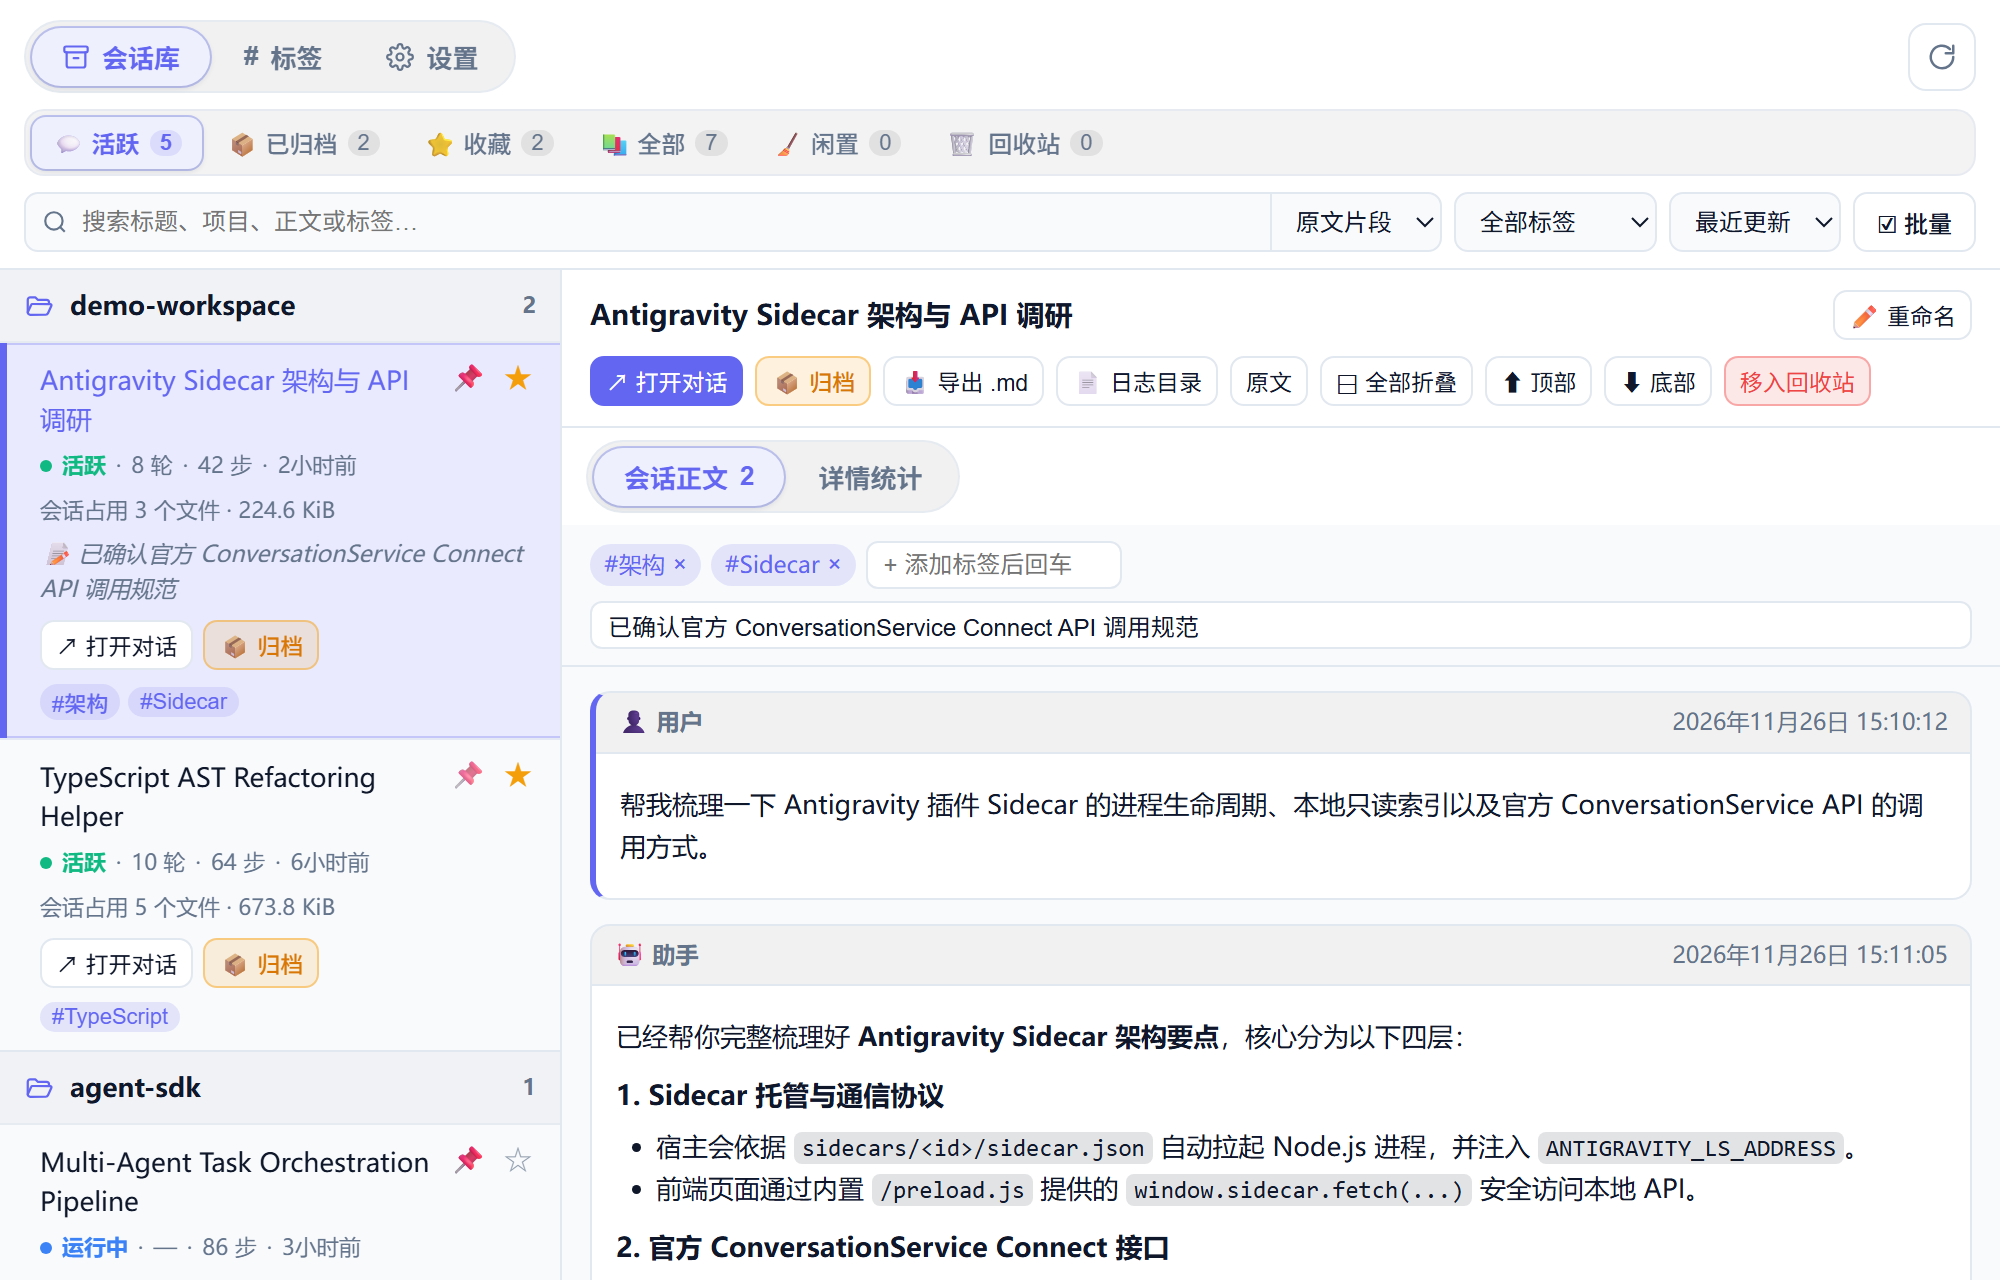 会话库
# 标签
设置
活跃 5
已归档 2
收藏 2
全部 7
闲置 0
回收站 0
搜索标题、项目、正文或标签…
原文片段
全部标签
最近更新
☑ 批量
demo-workspace 2
Antigravity Sidecar 架构与 API
调研
活跃 · 8 轮 · 42 步 · 2小时前
会话占用 3 个文件 · 224.6 KiB
📝 已确认官方 ConversationService Connect
API 调用规范
↗ 打开对话
📦 归档
#架构
#Sidecar
TypeScript AST Refactoring
Helper
活跃 · 10 轮 · 64 步 · 6小时前
会话占用 5 个文件 · 673.8 KiB
↗ 打开对话
📦 归档
#TypeScript
agent-sdk 1
Multi-Agent Task Orchestration
Pipeline
运行中 · — · 86 步 · 3小时前
Antigravity Sidecar 架构与 API 调研
重命名
↗ 打开对话
📦 归档
导出 .md
日志目录
原文
⊟ 全部折叠
⬆ 顶部
⬇ 底部
移入回收站
会话正文 2
详情统计
#架构 ×
#Sidecar ×
+ 添加标签后回车
已确认官方 ConversationService Connect API 调用规范
用户 2026年11月26日 15:10:12
帮我梳理一下 Antigravity 插件 Sidecar 的进程生命周期、本地只读索引以及官方 ConversationService API 的调
用方式。
助手 2026年11月26日 15:11:05
已经帮你完整梳理好 Antigravity Sidecar 架构要点，核心分为以下四层：
1. Sidecar 托管与通信协议
• 宿主会依据 sidecars/<id>/sidecar.json 自动拉起 Node.js 进程，并注入 ANTIGRAVITY_LS_ADDRESS 。
• 前端页面通过内置 /preload.js 提供的 window.sidecar.fetch(...) 安全访问本地 API。
2. 官方 ConversationService Connect 接口